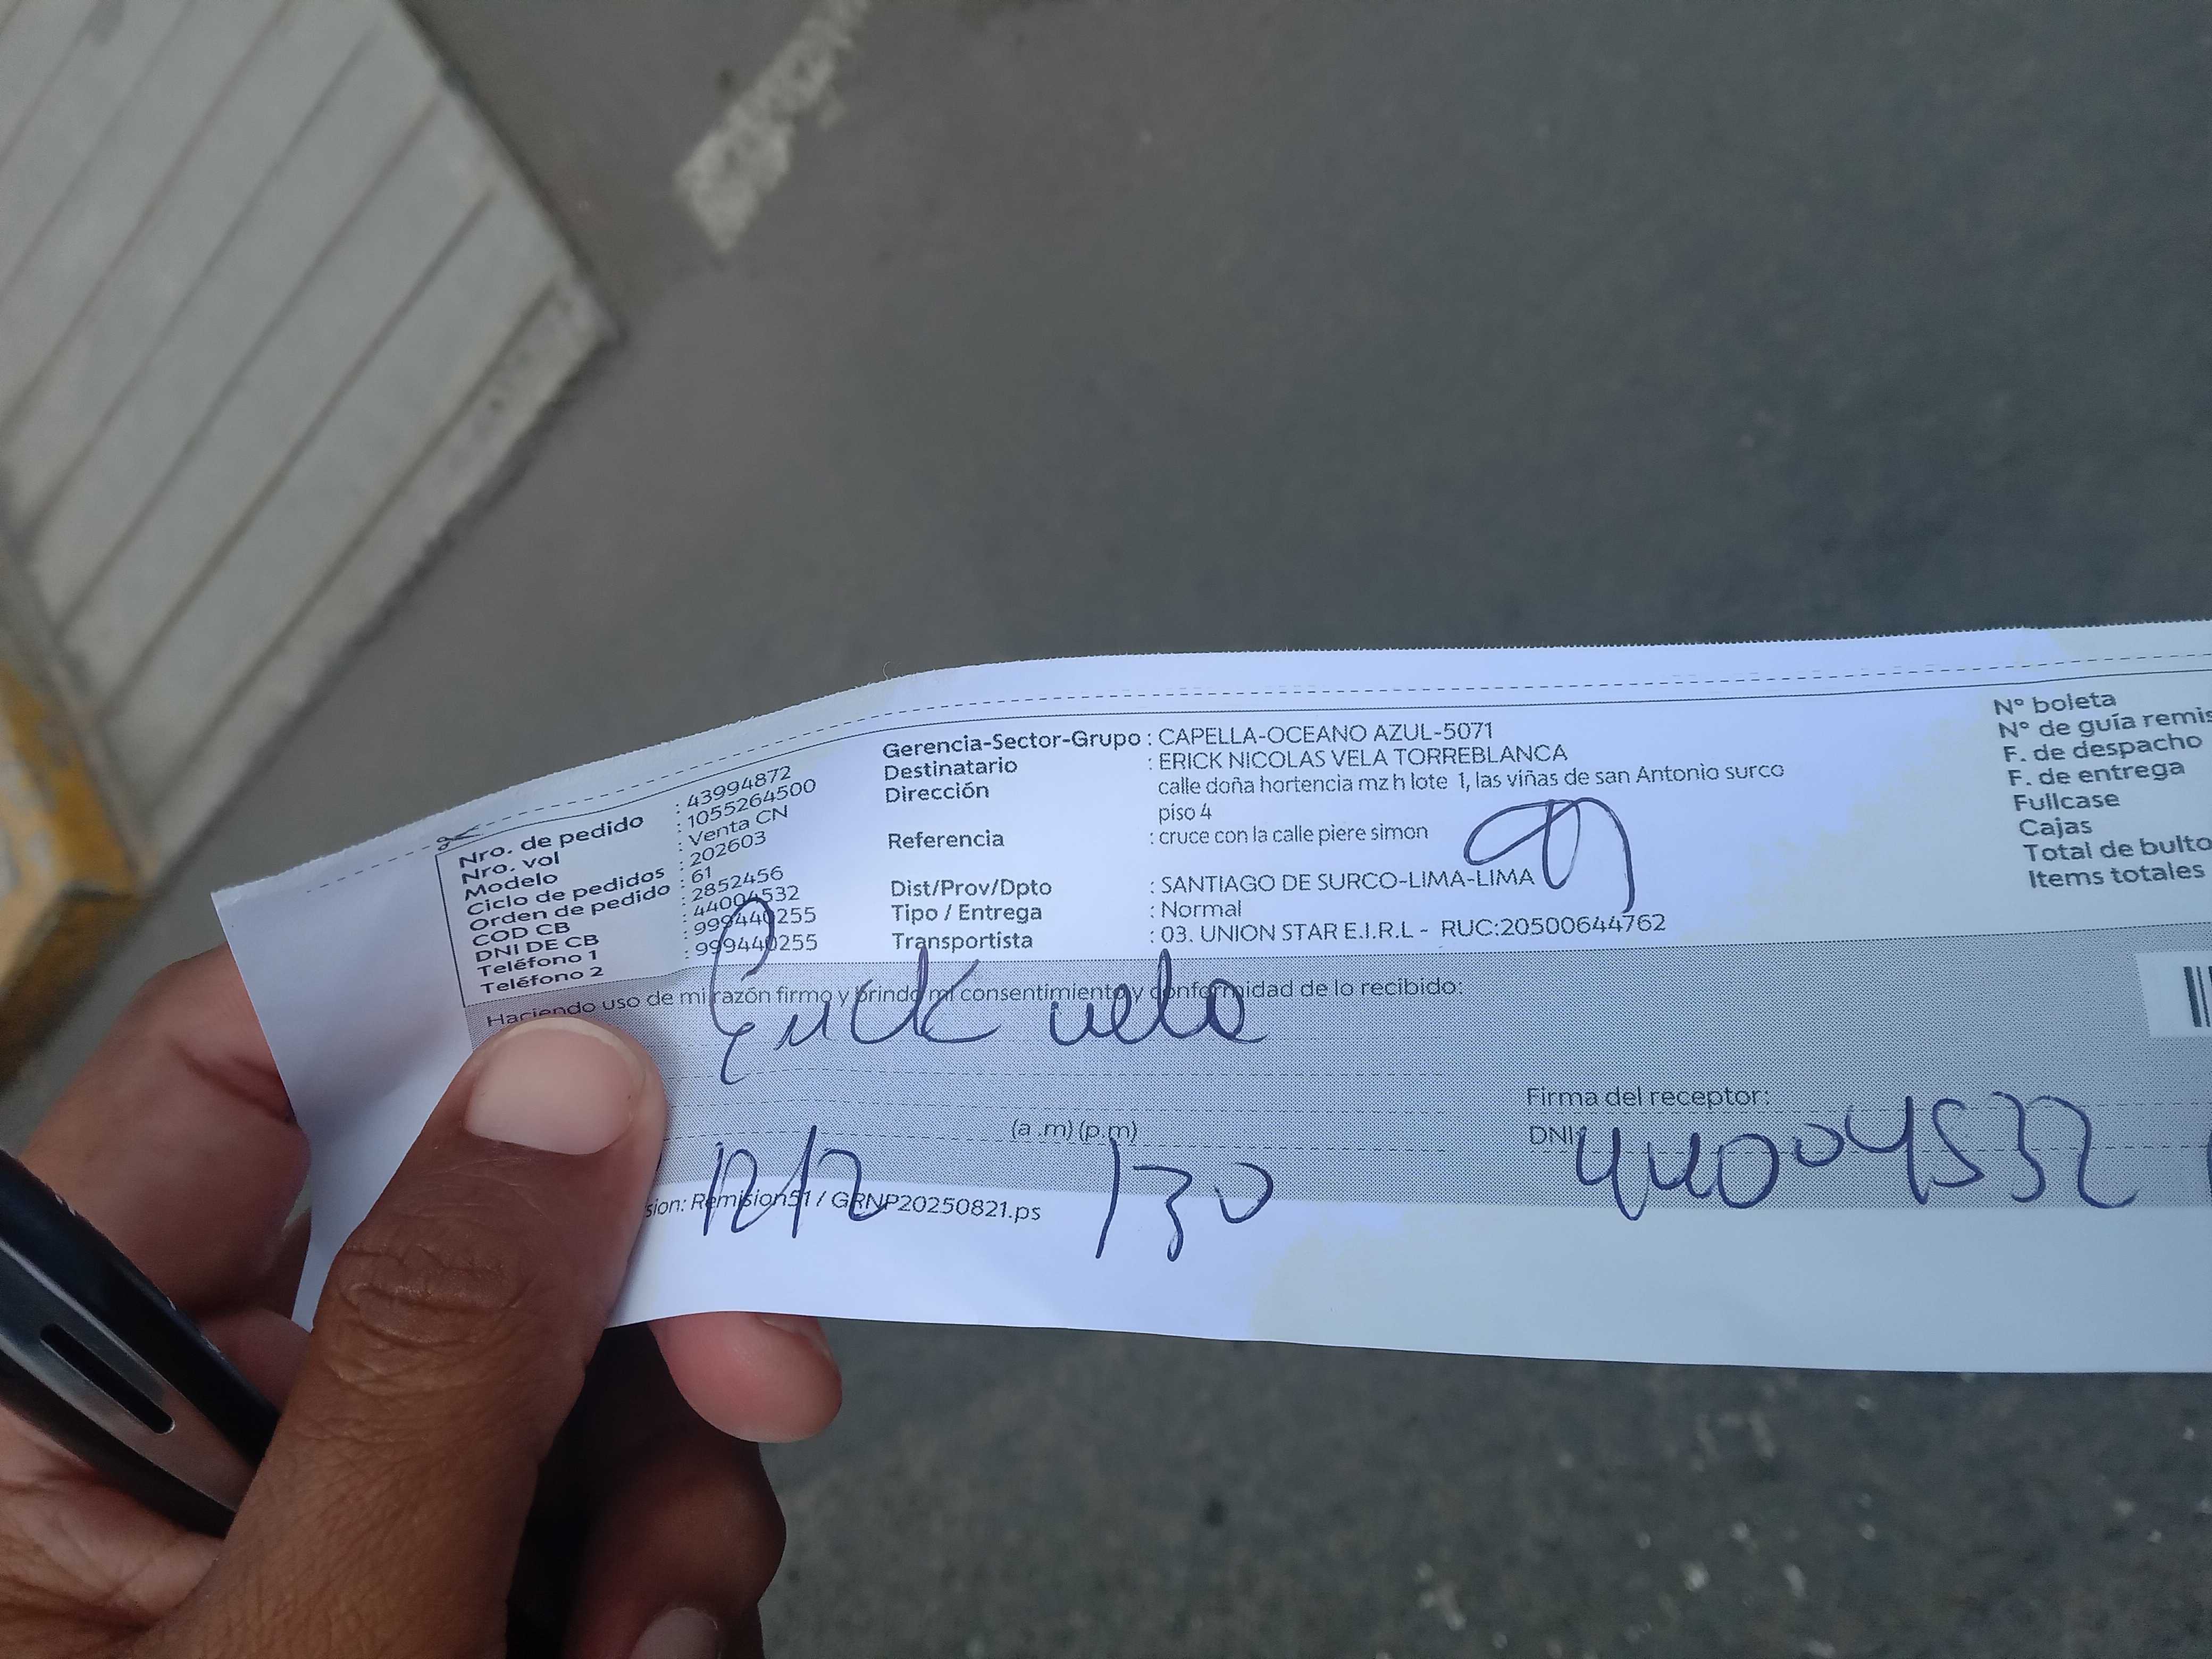 Nro. de pedido : 43994872
Nro. vol : 1055264500
Modelo : Venta CN
Ciclo de pedidos : 202603
Orden de pedido : 61
COD CB : 2852456
DNI DE CB : 44004532
Teléfono 1 : 999440255
Teléfono 2 : 999440255
Gerencia-Sector-Grupo : CAPELLA-OCEANO AZUL-5071
Destinatario : ERICK NICOLAS VELA TORREBLANCA
Dirección calle doña hortencia mz h lote 1, las viñas de san Antonio surco
piso 4
Referencia : cruce con la calle piere simon
Dist/Prov/Dpto : SANTIAGO DE SURCO-LIMA-LIMA
Tipo / Entrega : Normal
Transportista : 03. UNION STAR E.I.R.L - RUC:20500644762
N° boleta
N° de guía remis
F. de despacho
F. de entrega
Fullcase
Cajas
Total de bulto
Items totales
Haciendo uso de mi razón firmo y brindo mi consentimiento y conformidad de lo recibido:
Erick vela
Firma del receptor:
(a .m) (p.m)
DNI: 44004532
12/12 130
sion: Remision51 / GRNP20250821.ps